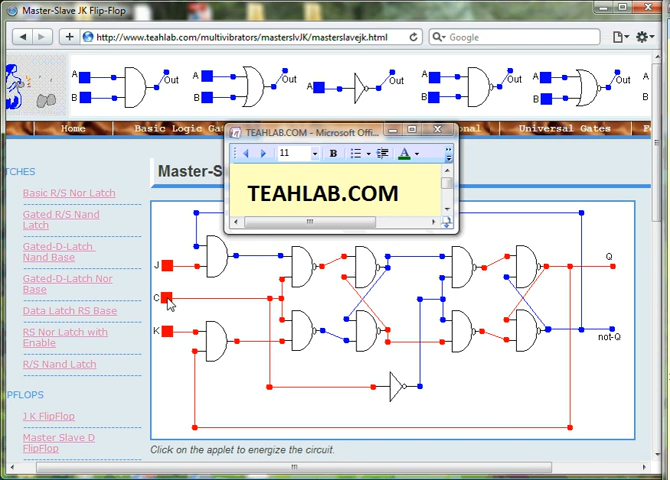 Master-Slave JK Flip-Flop
http://www.teahlab.com/multivibrators/masterslvJK/masterslavejk.html
Google
A
B
Out
A
B
Out
A
Out
A
B
Out
A
B
Out
Home
Basic Logic Ga
onal
Universal Gates
TEAHLAB.COM - Microsoft Offi...
11
B
A
TEAHLAB.COM
TCHES
Basic R/S Nor Latch
Gated R/S Nand
Latch
Gated-D-Latch
Nand Base
Gated-D-Latch Nor
Base
Data Latch RS Base
RS Nor Latch with
Enable
R/S Nand Latch
PFLOPS
J K FlipFlop
Master Slave D
FlipFlop
Master-S
J
C
K
Q
not-Q
Click on the applet to energize the circuit.